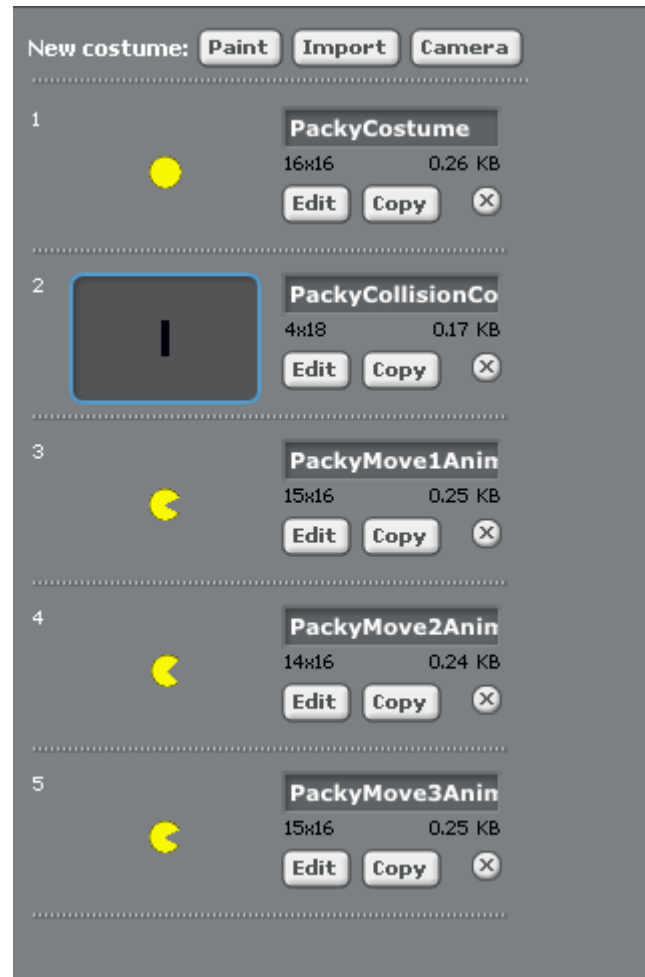 New costume: Paint Import Camera
1
PackyCostume
16x16 0.26 KB
Edit Copy
2
PackyCollisionCo
4x18 0.17 KB
Edit Copy
3
PackyMove1Anim
15x16 0.25 KB
Edit Copy
4
PackyMove2Anim
14x16 0.24 KB
Edit Copy
5
PackyMove3Anim
15x16 0.25 KB
Edit Copy